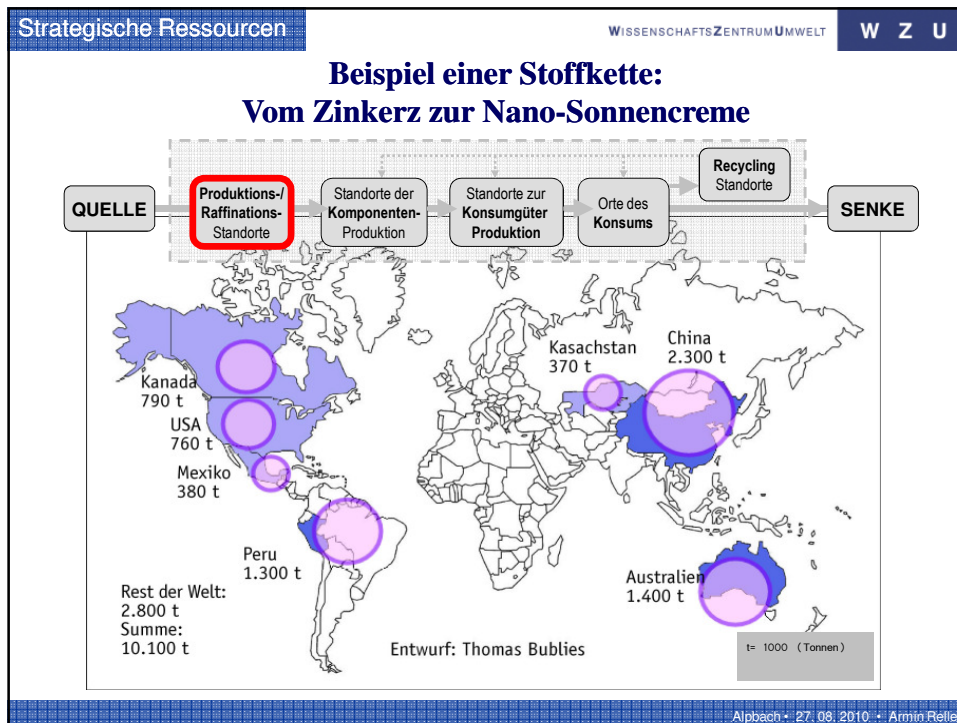 Strategische Ressourcen
WISSENSCHAFTSZENTRUMUMWELT
W Z U
Beispiel einer Stoffkette:
Vom Zinkerz zur Nano-Sonnencreme
QUELLE
Produktions-/
Raffinations-
Standorte
Standorte der
Komponenten-
Produktion
Standorte zur
Konsumgüter
Produktion
Orte des
Konsums
Recycling
Standorte
SENKE
Kanada
790 t
USA
760 t
Mexiko
380 t
Peru
1.300 t
Kasachstan
370 t
China
2.300 t
Australien
1.400 t
Rest der Welt:
2.800 t
Summe:
10.100 t
Entwurf: Thomas Bublies
t= 1000 (Tonnen)
Alpbach • 27. 08. 2010 • Armin Relle